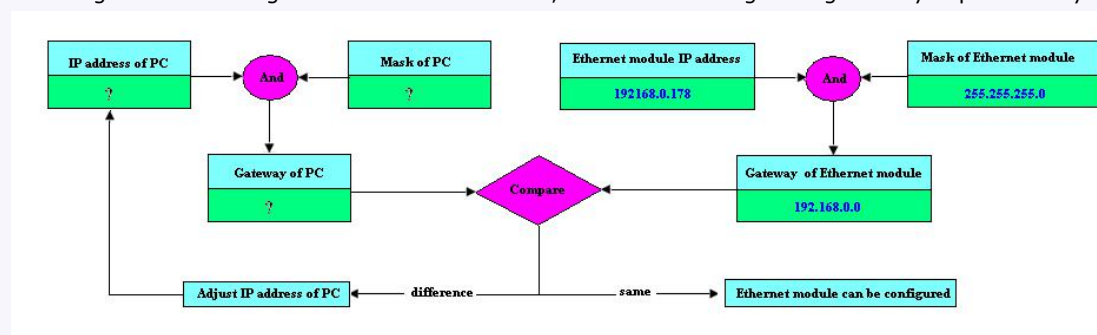 IP address of PC
?
And
Mask of PC
?
Ethernet module IP address
192168.0.178
And
Mask of Ethernet module
255.255.255.0
Gateway of PC
?
Compare
Gateway of Ethernet module
192.168.0.0
Adjust IP address of PC
difference
same
Ethernet module can be configured